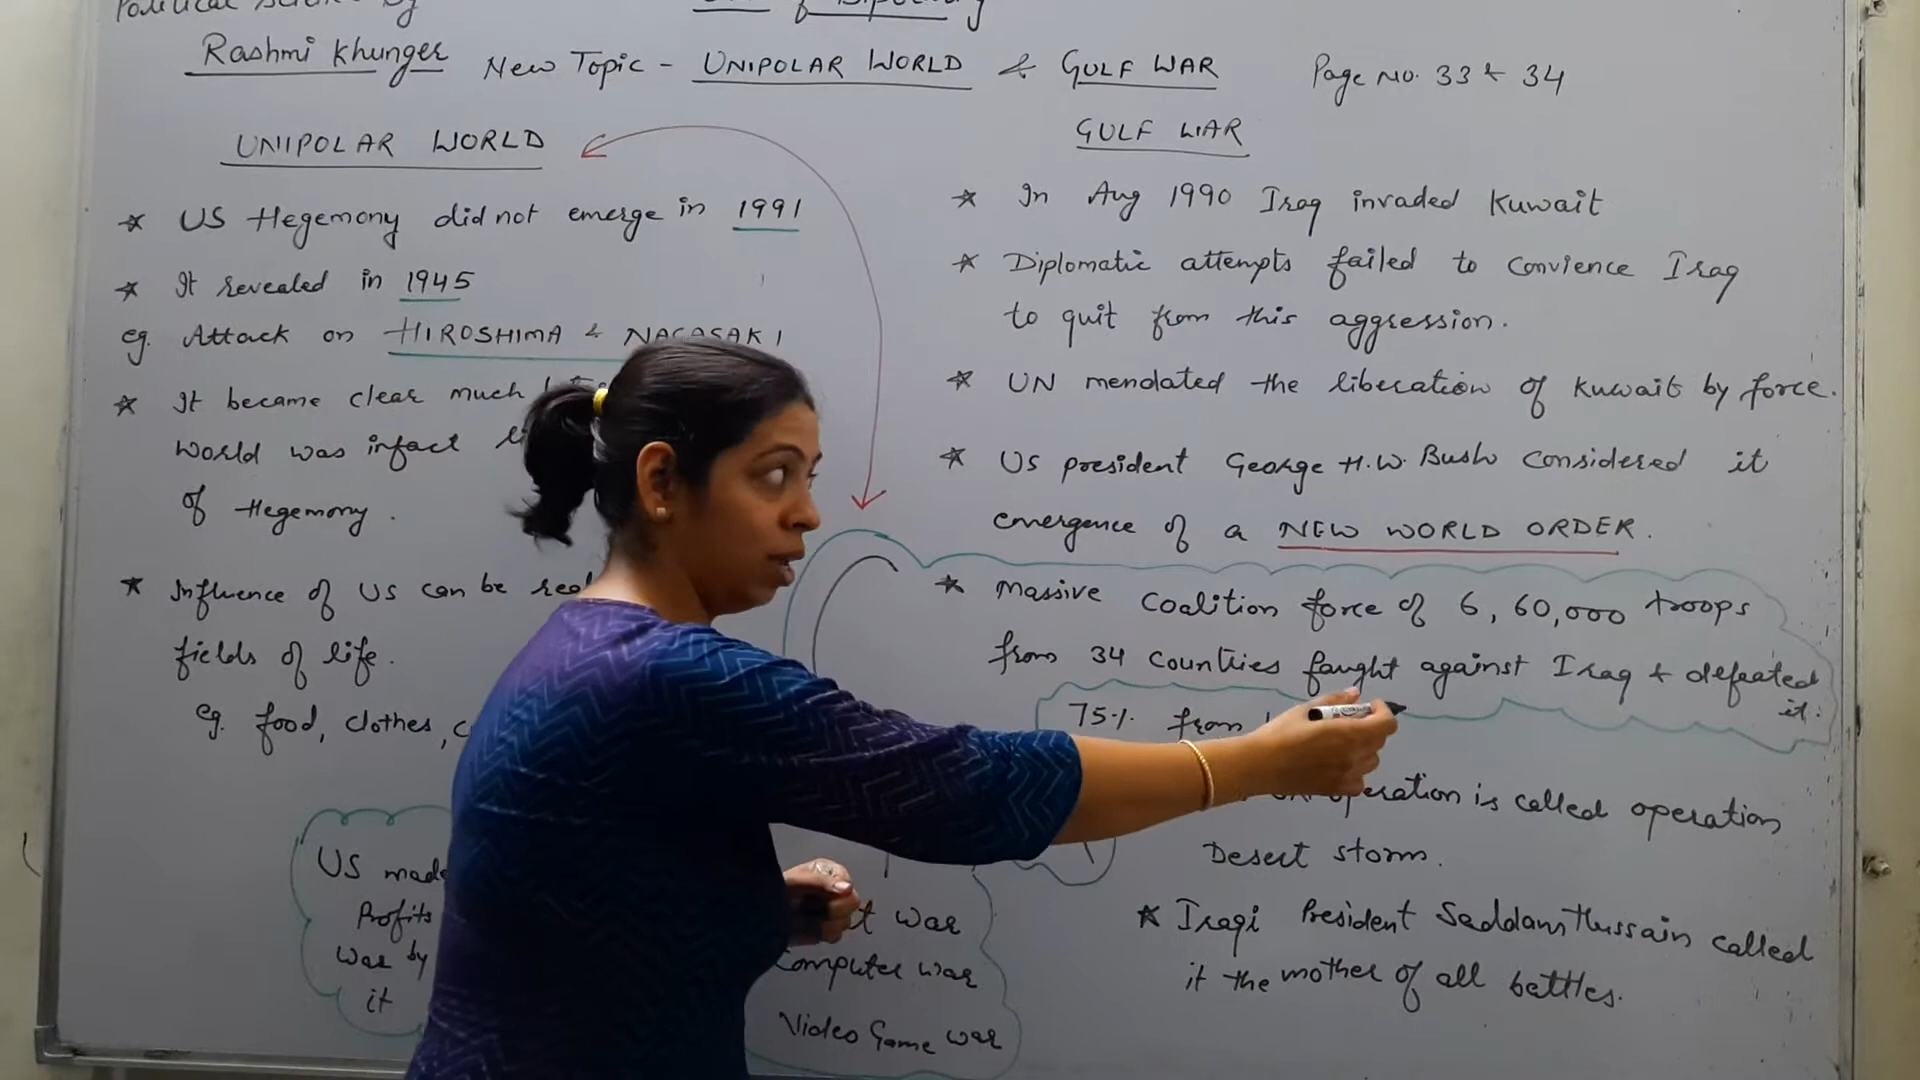 Political Science by
of Bipolarity
Rashmi Khunger
New Topic - UNIPOLAR WORLD & GULF WAR
Page No. 33 & 34
UNIPOLAR WORLD
★ US Hegemony did not emerge in 1991
★ It revealed in 1945
eg. Attack on HIROSHIMA & NAGASAKI
★ It became clear much
World was infact
of Hegemony.
★ Influence of US can be
fields of life.
eg. food, clothes,
US made
Profits
War by
it
War
Computer War
Video Game War
GULF WAR
★ In Aug 1990 Iraq invaded Kuwait
★ Diplomatic attempts failed to convience Iraq
to quit from this aggression.
★ UN mendated the liberation of Kuwait by force.
★ US president George H.W. Bush considered it
emergence of a NEW WORLD ORDER.
★ Massive Coalition force of 6,60,000 troops
from 34 Countries faught against Iraq & defeated
it.
75% from
operation is called operation
Desert storm.
★ Iraqi President Saddam Hussain called
it the mother of all battles.